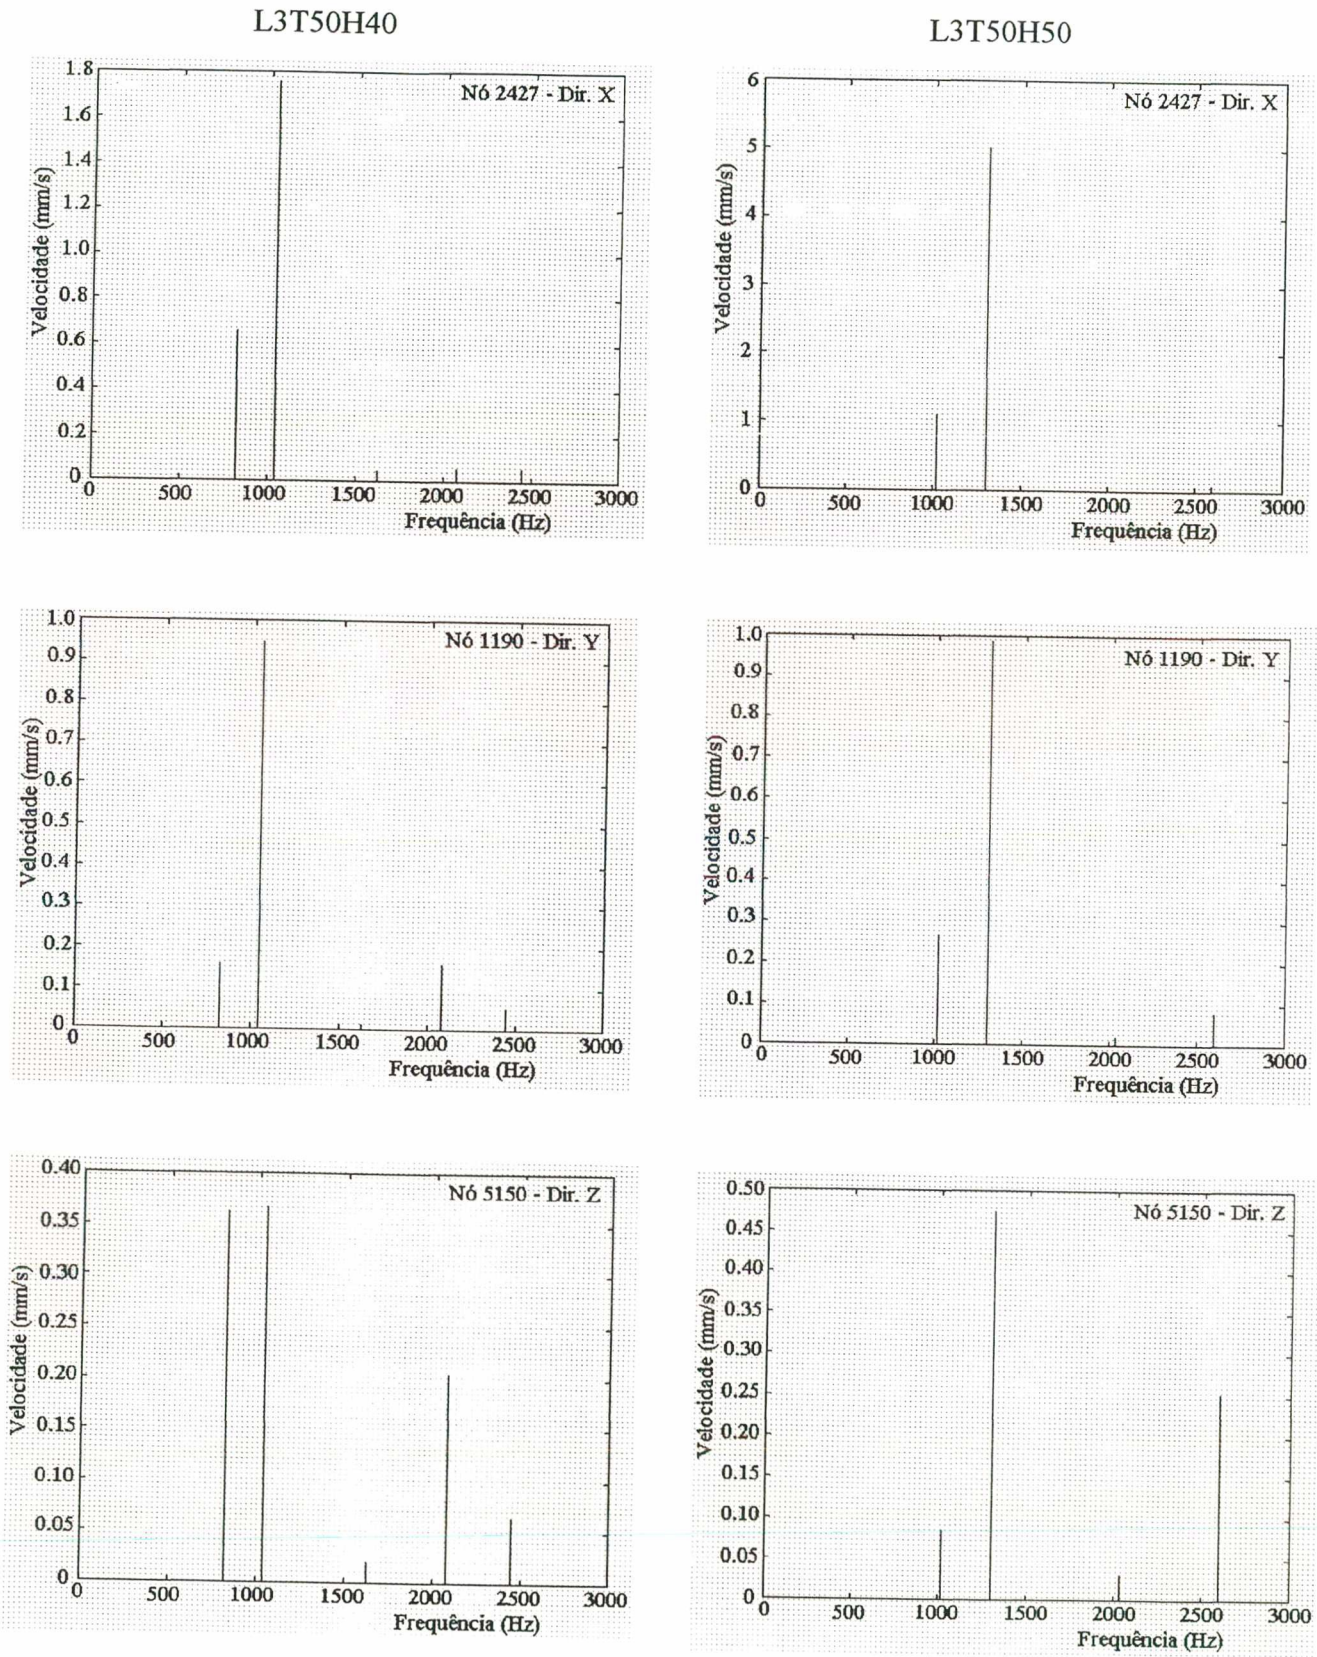 L3T50H40
L3T50H50
Nó 2427 - Dir. X
Velocidade (mm/s)
1.8
1.6
1.4
1.2
1.0
0.8
0.6
0.4
0.2
0
0 500 1000 1500 2000 2500 3000
Frequência (Hz)
Nó 2427 - Dir. X
Velocidade (mm/s)
6
5
4
3
2
1
0
0 500 1000 1500 2000 2500 3000
Frequência (Hz)
Nó 1190 - Dir. Y
Velocidade (mm/s)
1.0
0.9
0.8
0.7
0.6
0.5
0.4
0.3
0.2
0.1
0
0 500 1000 1500 2000 2500 3000
Frequência (Hz)
Nó 1190 - Dir. Y
Velocidade (mm/s)
1.0
0.9
0.8
0.7
0.6
0.5
0.4
0.3
0.2
0.1
0
0 500 1000 1500 2000 2500 3000
Frequência (Hz)
Nó 5150 - Dir. Z
Velocidade (mm/s)
0.40
0.35
0.30
0.25
0.20
0.15
0.10
0.05
0
0 500 1000 1500 2000 2500 3000
Frequência (Hz)
Nó 5150 - Dir. Z
Velocidade (mm/s)
0.50
0.45
0.40
0.35
0.30
0.25
0.20
0.15
0.10
0.05
0
0 500 1000 1500 2000 2500 3000
Frequência (Hz)